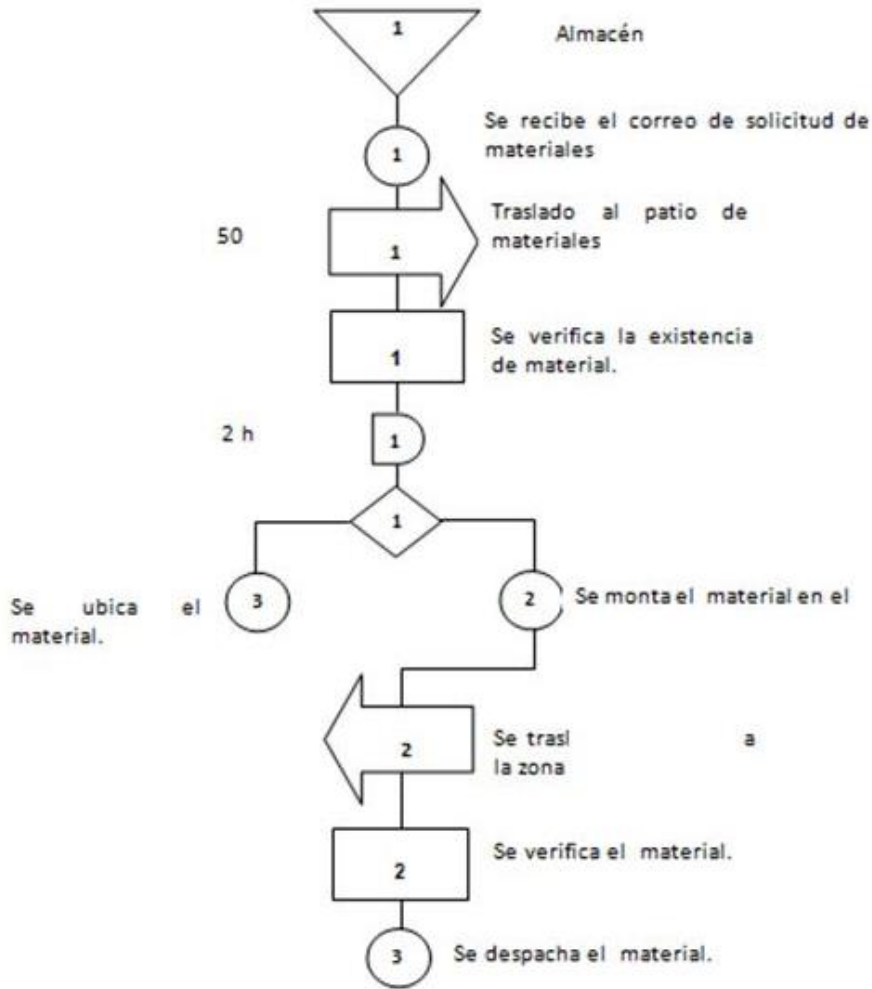 1
Almacén
Se recibe el correo de solicitud de
materiales
1
Traslado al patio de
materiales
50
1
Se verifica la existencia
de material.
1
2 h
1
1
Se ubica el
material.
3
2
Se monta el material en el
2
Se trasl a
la zona
2
Se verifica el material.
3
Se despacha el material.